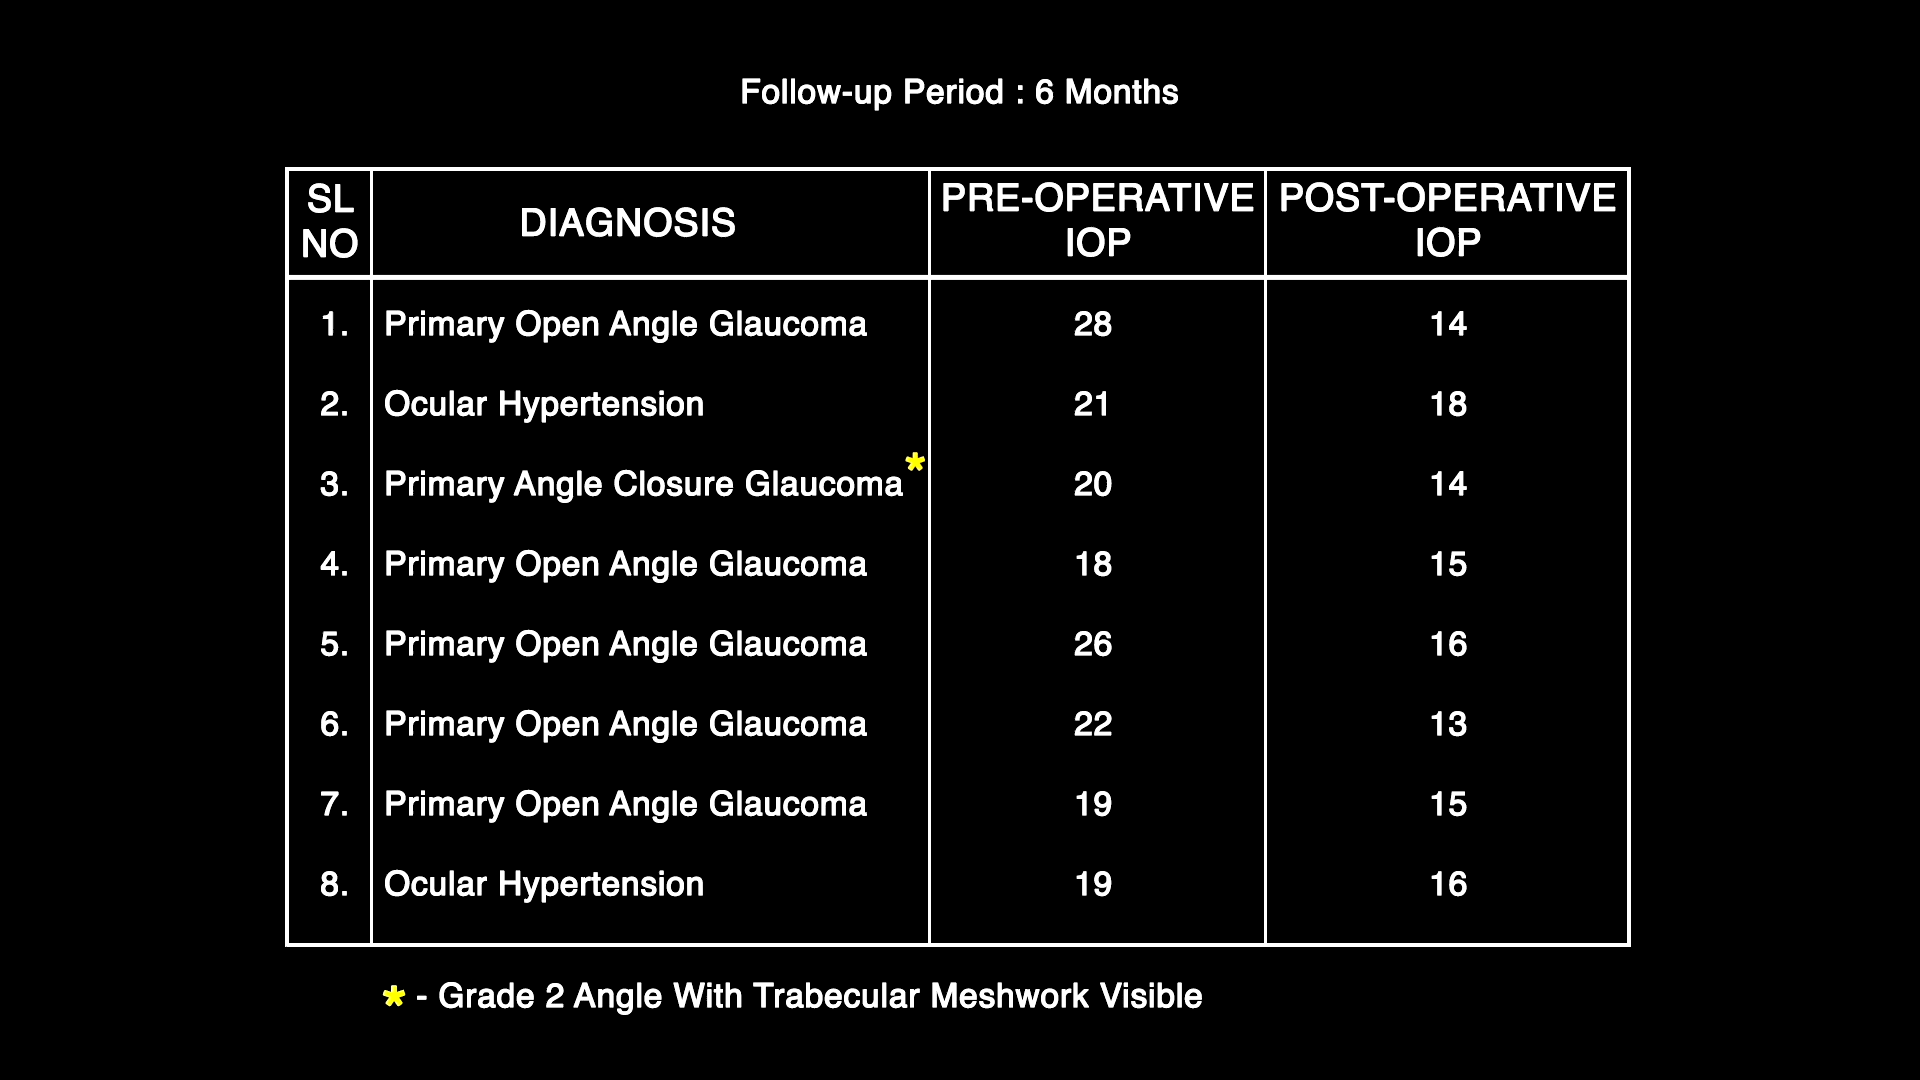 Follow-up Period : 6 Months
SL NO DIAGNOSIS PRE-OPERATIVE IOP POST-OPERATIVE IOP
1. Primary Open Angle Glaucoma 28 14
2. Ocular Hypertension 21 18
3. Primary Angle Closure Glaucoma* 20 14
4. Primary Open Angle Glaucoma 18 15
5. Primary Open Angle Glaucoma 26 16
6. Primary Open Angle Glaucoma 22 13
7. Primary Open Angle Glaucoma 19 15
8. Ocular Hypertension 19 16
* - Grade 2 Angle With Trabecular Meshwork Visible